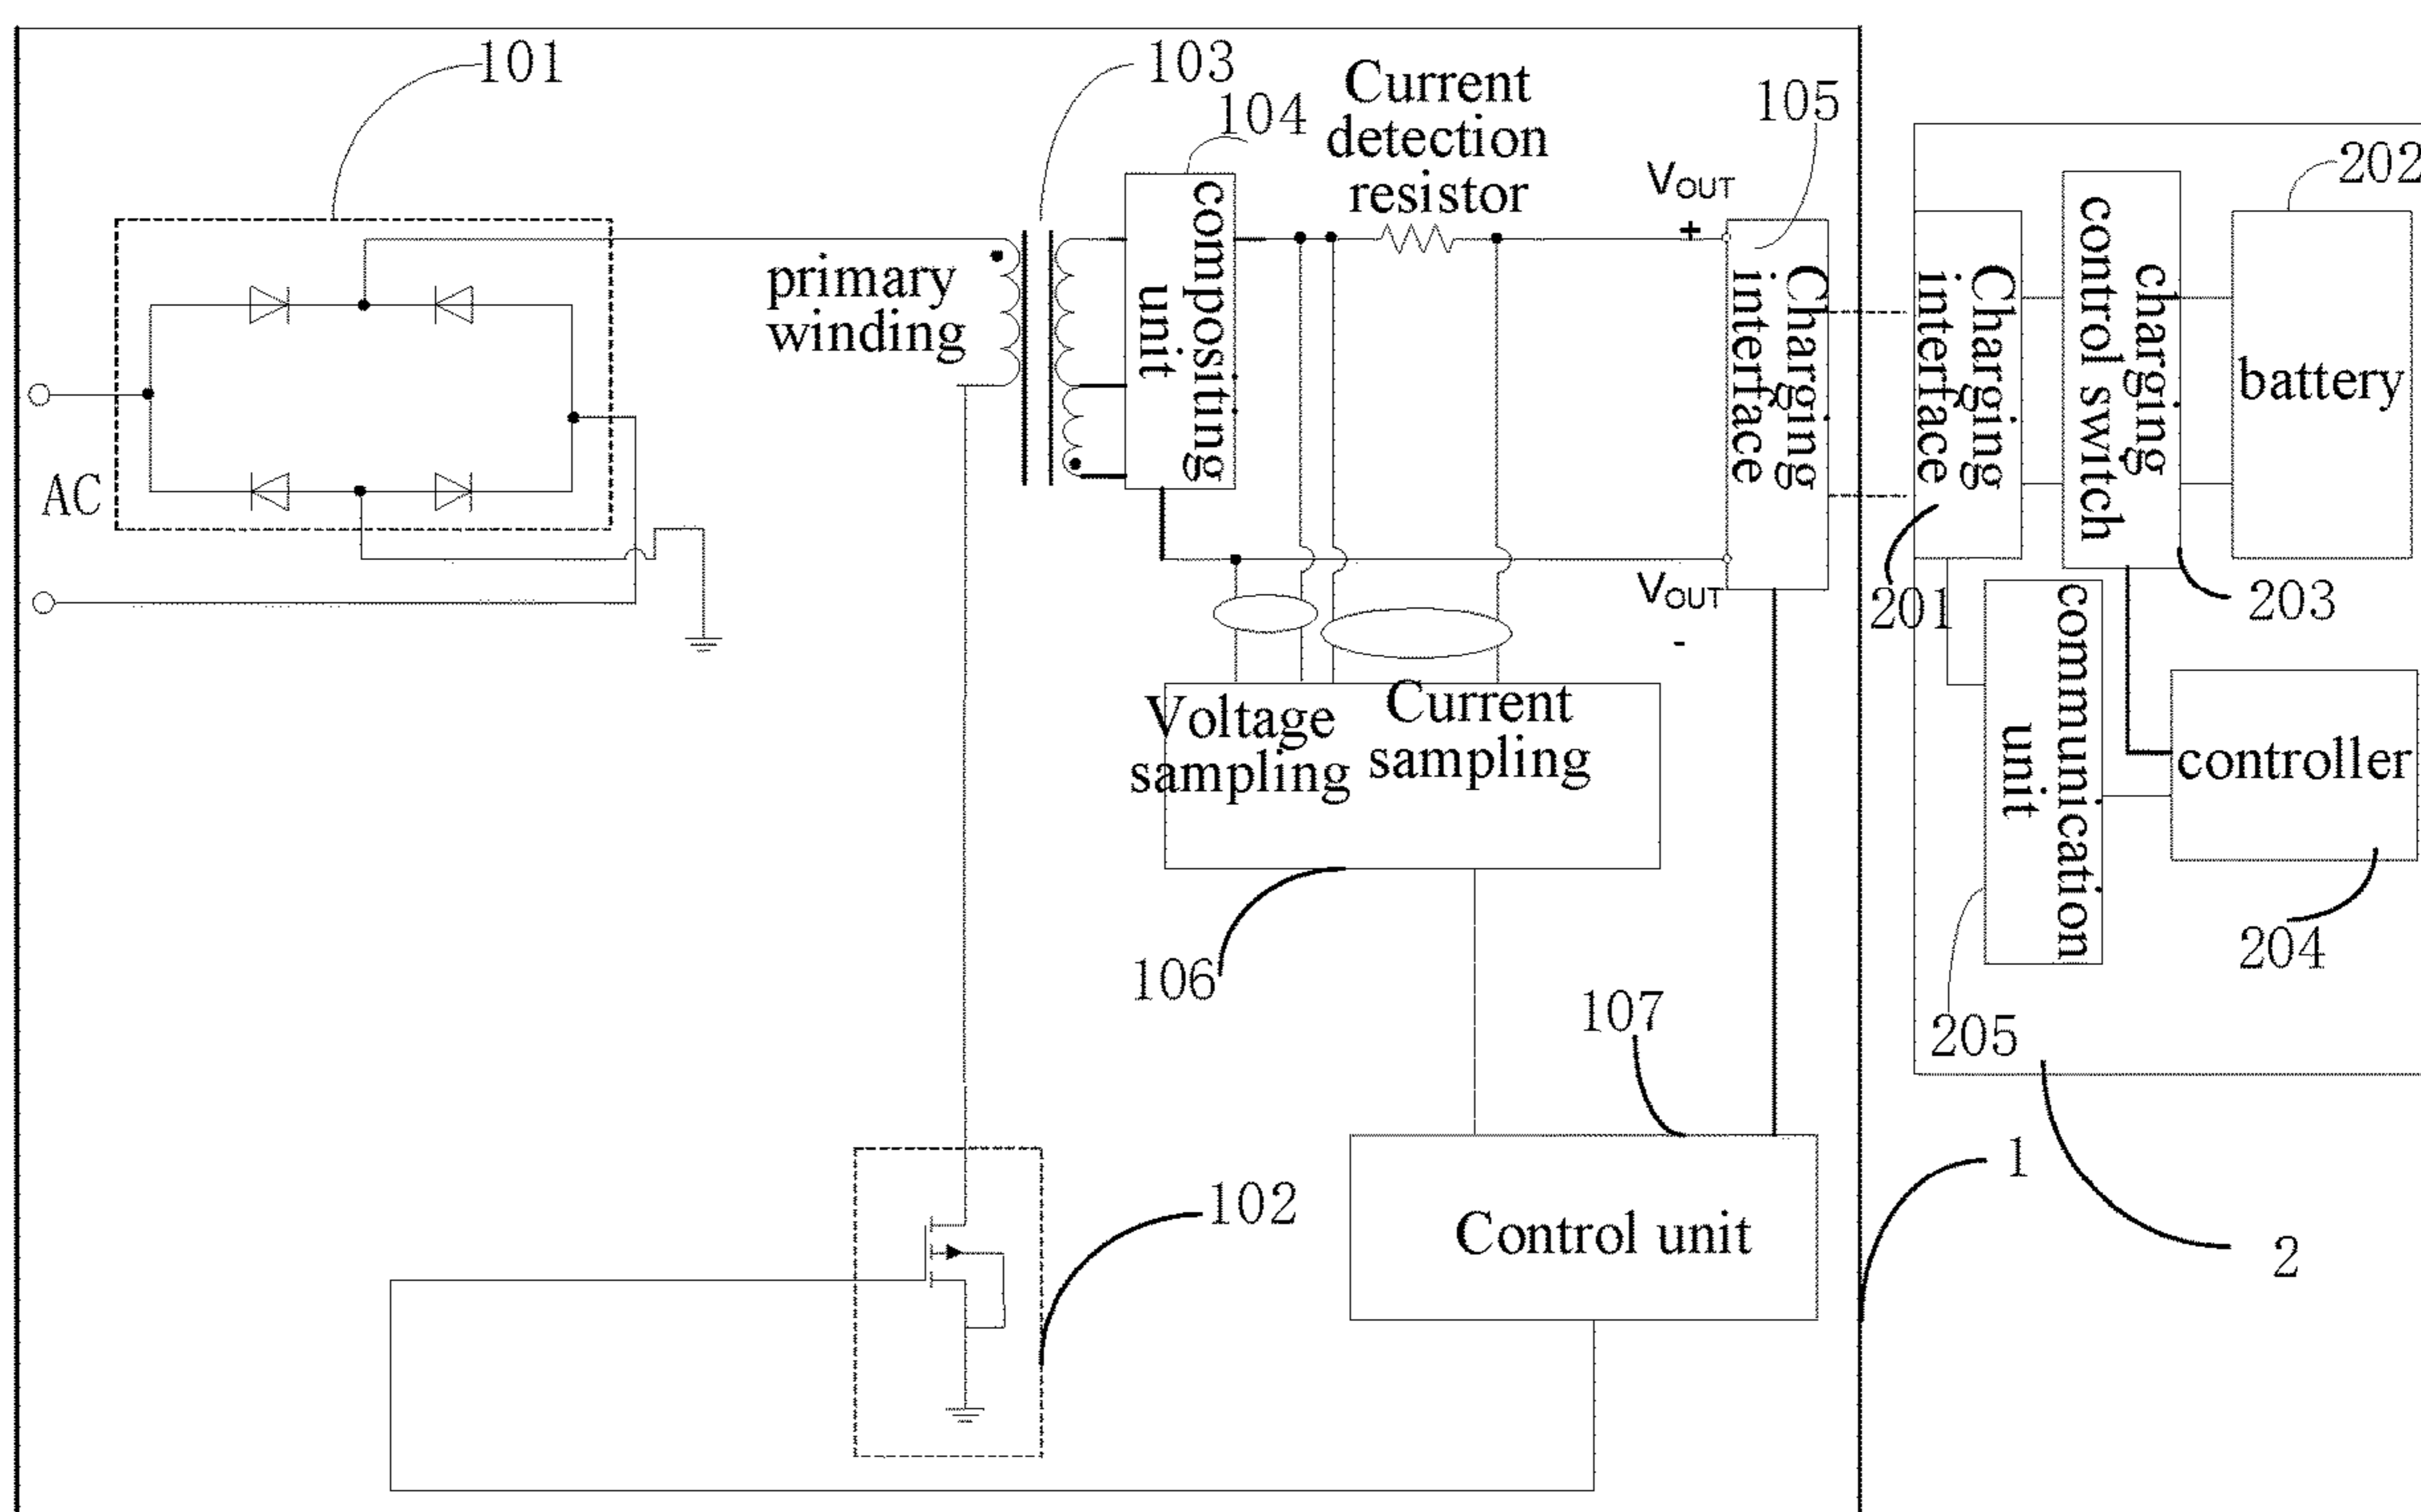 101
103
104
Current
detection
resistor
105
VOUT
+
202
primary
winding
compositing
unit
Charging
interface
Charging
interface
charging
control switch
battery
AC
VOUT
-
201
203
communication
unit
Voltage
sampling
Current
sampling
controller
204
106
107
205
1
102
Control unit
2